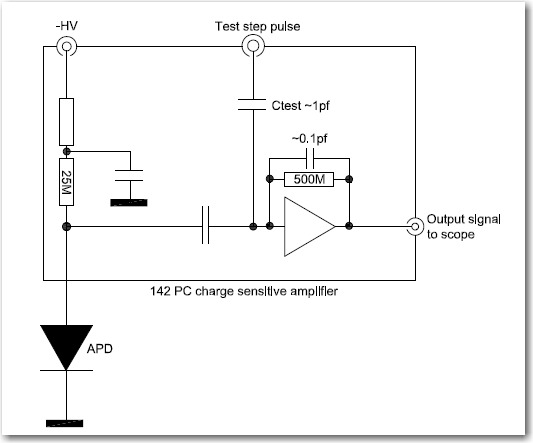 -HV
Test step pulse
Ctest ~1pf
~0.1pf
25M
500M
Output signal
to scope
142 PC charge sensitive amplifier
APD